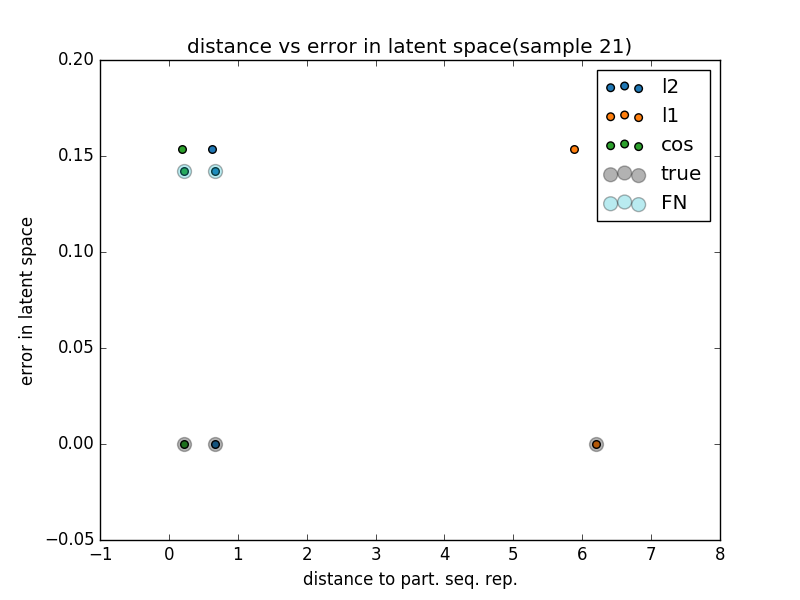 distance vs error in latent space(sample 21)
0.20
0.15
0.10
0.05
0.00
−0.05
error in latent space
−1 0 1 2 3 4 5 6 7 8
distance to part. seq. rep.
l2
l1
cos
true
FN